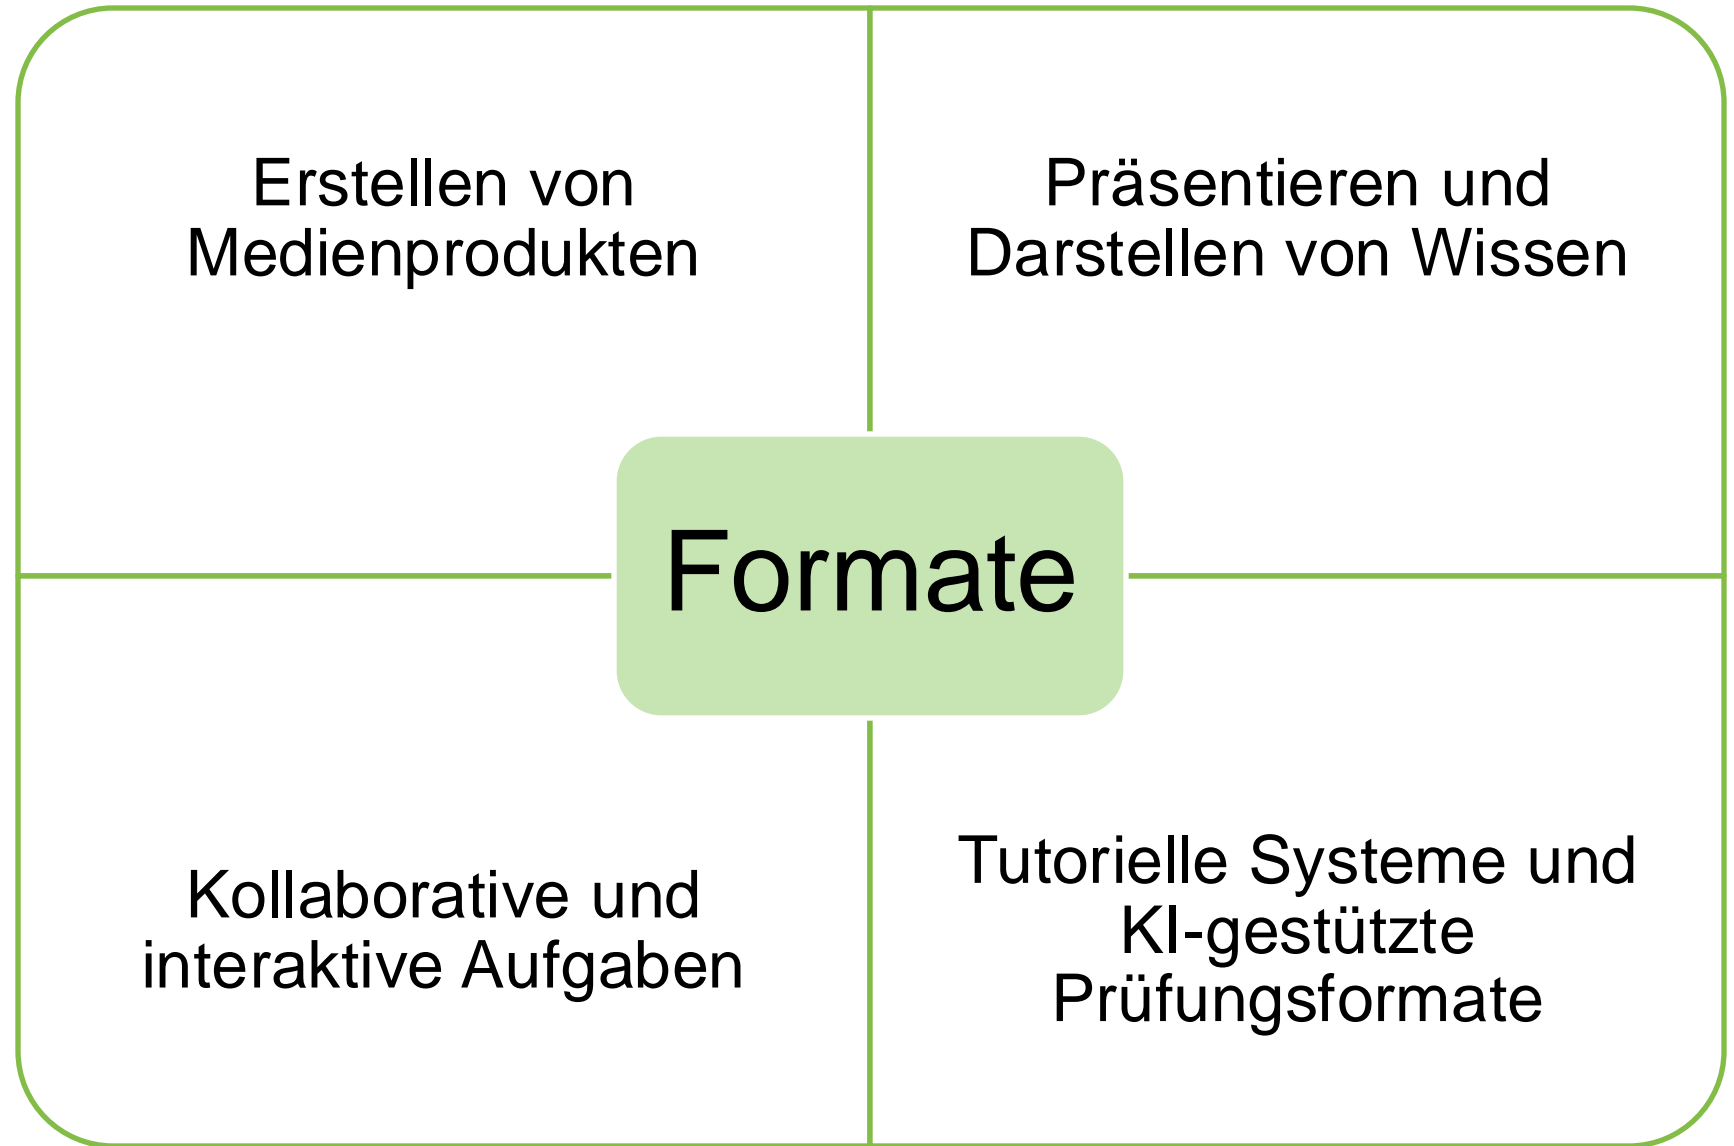 Erstellen von
Medienprodukten
Präsentieren und
Darstellen von Wissen
Formate
Kollaborative und
interaktive Aufgaben
Tutorielle Systeme und
KI-gestützte
Prüfungsformate